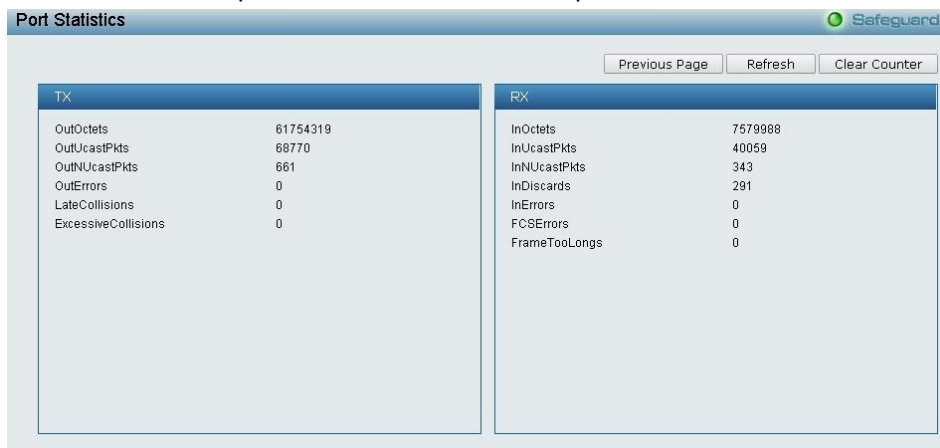 Port Statistics
Safeguard
Previous Page Refresh Clear Counter
TX
OutOctets 61754319
OutUcastPkts 68770
OutNUcastPkts 661
OutErrors 0
LateCollisions 0
ExcessiveCollisions 0
RX
InOctets 7579988
InUcastPkts 40059
InNUcastPkts 343
InDiscards 291
InErrors 0
FCSErrors 0
FrameTooLongs 0